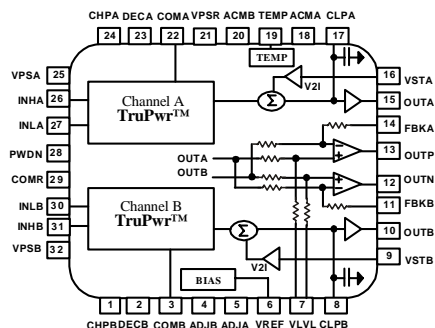 CHPA DECA COMA VPSR ACMB TEMP ACMA CLPA
24 23 22 21 20 19 18 17
TEMP
VPSA 25
16 VSTA
V2I
Channel A
TruPwr™
INHA 26
Σ
15 OUTA
INLA 27
14 FBKA
PWDN 28
OUTA
13 OUTP
COMR 29
OUTB
12 OUTN
INLB 30
Channel B
TruPwr™
11 FBKB
INHB 31
Σ
10 OUTB
VPSB 32
V2I
9 VSTB
BIAS
1 2 3 4 5 6 7 8
CHPB DECB COMB ADJB ADJA VREF VLVL CLPB